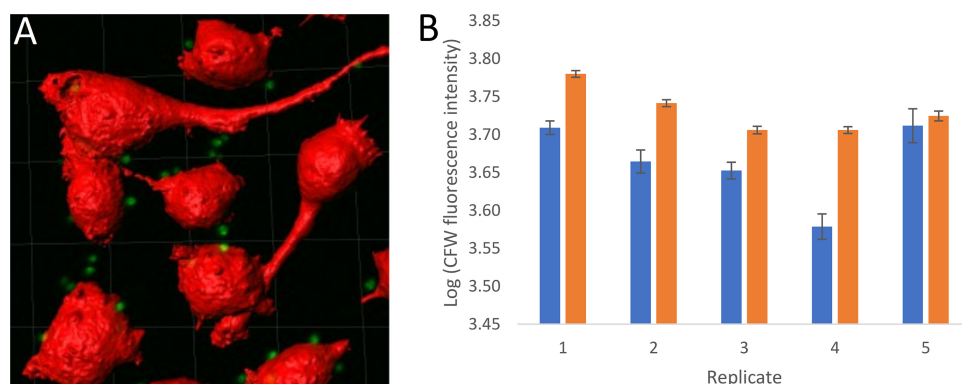 A
B
Log (CFW fluorescence intensity)
3.85
3.80
3.75
3.70
3.65
3.60
3.55
3.50
3.45
1 2 3 4 5
Replicate